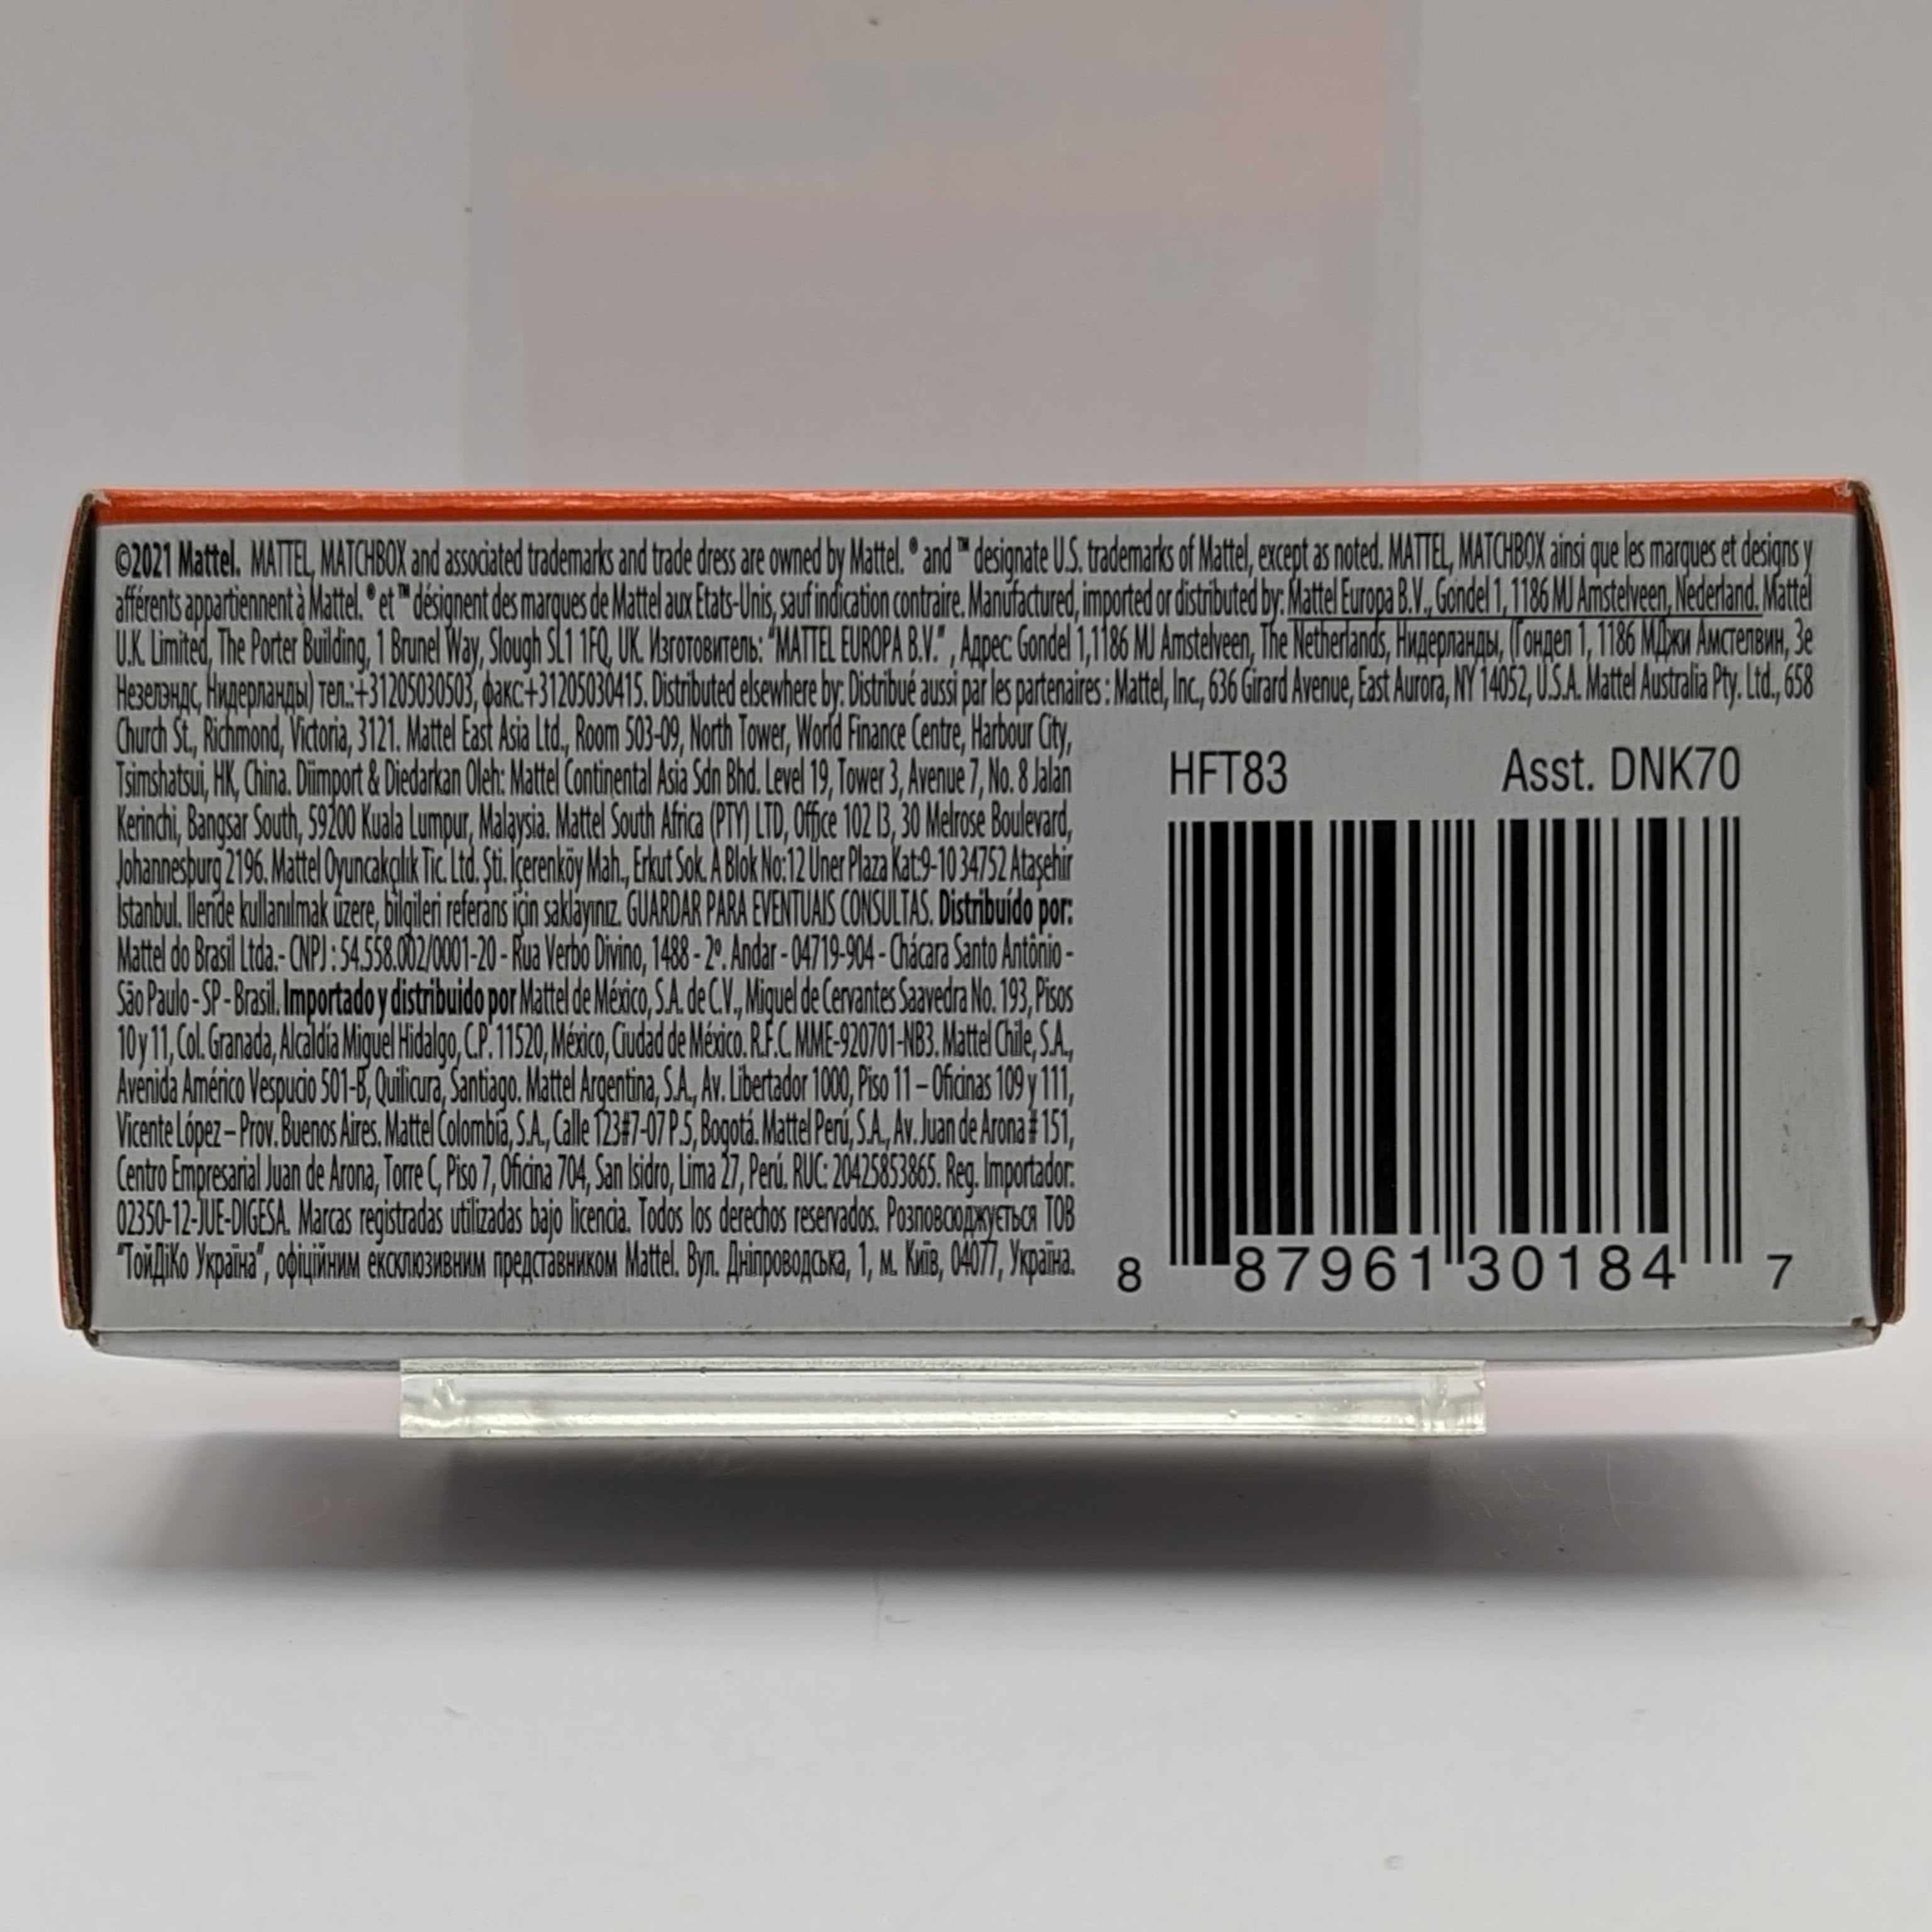 ©2021 Mattel. MATTEL, MATCHBOX and associated trademarks and trade dress are owned by Mattel. ® and ™ designate U.S. trademarks of Mattel, except as noted. MATTEL, MATCHBOX ainsi que les marques et designs y
afférents appartiennent à Mattel. ® et ™ désignent des marques de Mattel aux États-Unis, sauf indication contraire. Manufactured, imported or distributed by: Mattel Europa B.V., Gondel 1, 1186 MJ Amstelveen, Nederland. Mattel
U.K. Limited, The Porter Building, 1 Brunel Way, Slough SL1 1FQ, UK. Изготовитель: "MATTEL EUROPA B.V." , Адрес: Gondel 1,1186 MJ Amstelveen, The Netherlands, Нидерланды, (Гондел 1, 1186 МДжи Амстелвин, Зе
Незелэндс, Нидерланды) тел.:+31205030503, факс:+31205030415. Distributed elsewhere by: Distribué aussi par les partenaires : Mattel, Inc., 636 Girard Avenue, East Aurora, NY 14052, U.S.A. Mattel Australia Pty. Ltd., 658
Church St., Richmond, Victoria, 3121. Mattel East Asia Ltd., Room 503-09, North Tower, World Finance Centre, Harbour City,
Tsimshatsui, HK, China. Diimport & Diedarkan Oleh: Mattel Continental Asia Sdn Bhd. Level 19, Tower 3, Avenue 7, No. 8 Jalan
Kerinchi, Bangsar South, 59200 Kuala Lumpur, Malaysia. Mattel South Africa (PTY) LTD, Office 102 I3, 30 Melrose Boulevard,
Johannesburg 2196. Mattel Oyuncakçılık Tic. Ltd. Şti. İçerenköy Mah., Erkut Sok. A Blok No:12 Üner Plaza Kat:9-10 34752 Ataşehir
İstanbul. İleride kullanılmak üzere, bilgileri referans için saklayınız. GUARDAR PARA EVENTUAIS CONSULTAS. Distribuído por:
Mattel do Brasil Ltda.- CNPJ : 54.558.002/0001-20 - Rua Verbo Divino, 1488 - 2º. Andar - 04719-904 - Chácara Santo Antônio -
São Paulo - SP - Brasil. Importado y distribuido por Mattel de México, S.A. de C.V., Miguel de Cervantes Saavedra No. 193, Pisos
10 y 11, Col. Granada, Alcaldía Miguel Hidalgo, C.P. 11520, México, Ciudad de México. R.F.C. MME-920701-NB3. Mattel Chile, S.A.,
Avenida Américo Vespucio 501-B, Quilicura, Santiago. Mattel Argentina, S.A., Av. Libertador 1000, Piso 11 – Oficinas 109 y 111,
Vicente López – Prov. Buenos Aires. Mattel Colombia, S.A., Calle 123#7-07 P.5, Bogotá. Mattel Perú, S.A., Av. Juan de Arona # 151,
Centro Empresarial Juan de Arona, Torre C, Piso 7, Oficina 704, San Isidro, Lima 27, Perú. RUC: 20425853865. Reg. Importador:
02350-12-JUE-DIGESA. Marcas registradas utilizadas bajo licencia. Todos los derechos reservados. Розповсюджується ТОВ
"ТойДіКо Україна", офіційним ексклюзивним представником Mattel. Вул. Дніпроводська, 1, м. Київ, 04077, Україна.
HFT83 Asst. DNK70
8 87961 30184 7